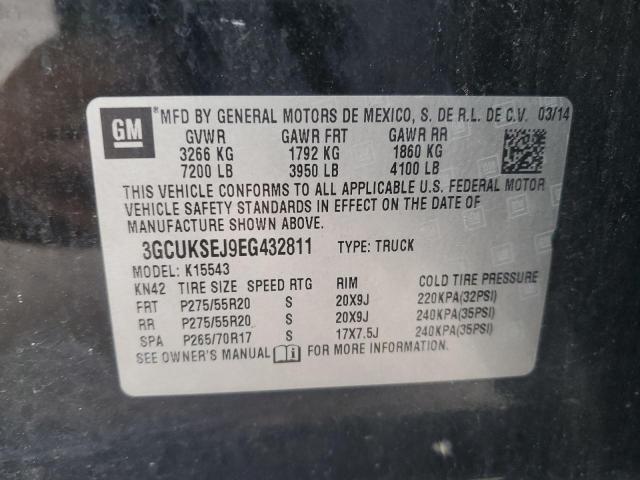 GM
MFD BY GENERAL MOTORS DE MEXICO, S. DE R.L. DE C.V. 03/14
GVWR GAWR FRT GAWR RR
3266 KG 1792 KG 1860 KG
7200 LB 3950 LB 4100 LB
THIS VEHICLE CONFORMS TO ALL APPLICABLE U.S. FEDERAL MOTOR
VEHICLE SAFETY STANDARDS IN EFFECT ON THE DATE OF
MANUFACTURE SHOWN ABOVE.
3GCUKSEJ9EG432811 TYPE: TRUCK
MODEL: K15543
KN42 TIRE SIZE SPEED RTG RIM COLD TIRE PRESSURE
FRT P275/55R20 S 20X9J 220KPA(32PSI)
RR P275/55R20 S 20X9J 240KPA(35PSI)
SPA P265/70R17 S 17X7.5J 240KPA(35PSI)
SEE OWNER'S MANUAL FOR MORE INFORMATION.